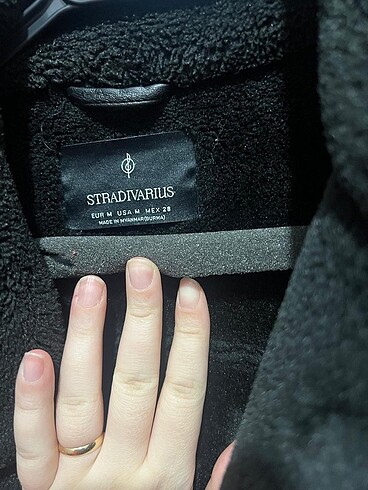 STRADIVARIUS
EUR M USA M MEX 28
MADE IN MYANMAR(BURMA)